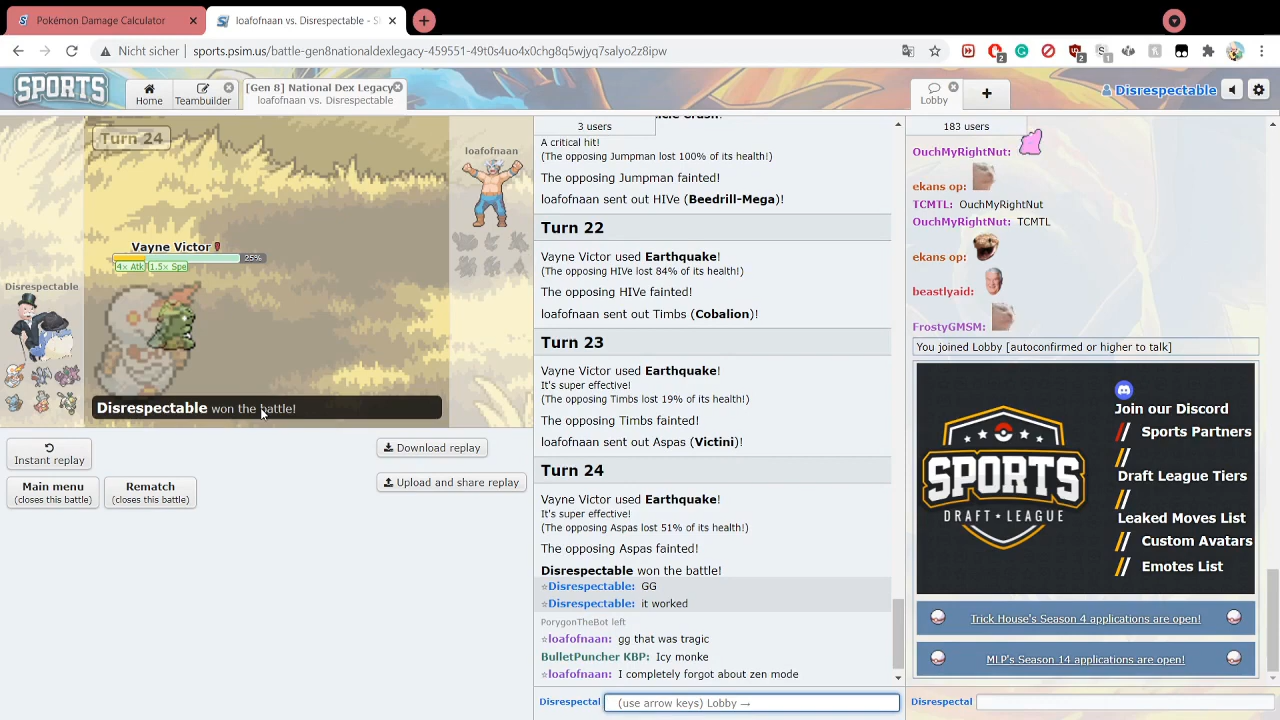 Pokémon Damage Calculator
loafofnaan vs. Disrespectable - S
Nicht sicher | sports.psim.us/battle-gen8nationaldexlegacy-459551-49t0s4uo4x0chg8q5wjyq7salyo2z8ipw
2
2
1
SPORTS
Home
Teambuilder
[Gen 8] National Dex Legacy
loafofnaan vs. Disrespectable
Lobby
Disrespectable
Turn 24
loafofnaan
Vayne Victor
25%
4× Atk 1.5× Spe
Disrespectable
Disrespectable won the battle!
Instant replay
Download replay
Main menu
(closes this battle)
Rematch
(closes this battle)
Upload and share replay
3 users
A critical hit!
(The opposing Jumpman lost 100% of its health!)
The opposing Jumpman fainted!
loafofnaan sent out HIVe (Beedrill-Mega)!
Turn 22
Vayne Victor used Earthquake!
(The opposing HIVe lost 84% of its health!)
The opposing HIVe fainted!
loafofnaan sent out Timbs (Cobalion)!
Turn 23
Vayne Victor used Earthquake!
It's super effective!
(The opposing Timbs lost 19% of its health!)
The opposing Timbs fainted!
loafofnaan sent out Aspas (Victini)!
Turn 24
Vayne Victor used Earthquake!
It's super effective!
(The opposing Aspas lost 51% of its health!)
The opposing Aspas fainted!
Disrespectable won the battle!
☆Disrespectable: GG
☆Disrespectable: it worked
PorygonTheBot left
☆loafofnaan: gg that was tragic
BulletPuncher KBP: Icy monke
☆loafofnaan: I completely forgot about zen mode
Disrespectal
(use arrow keys) Lobby →
183 users
OuchMyRightNut:
ekans op:
TCMTL: OuchMyRightNut
OuchMyRightNut: TCMTL
ekans op:
beastlyaid:
FrostyGMSM:
You joined Lobby [autoconfirmed or higher to talk]
SPORTS
DRAFT ★ LEAGUE
Join our Discord
// Sports Partners
//
Draft League Tiers
//
Leaked Moves List
// Custom Avatars
// Emotes List
Trick House's Season 4 applications are open!
MLP's Season 14 applications are open!
Disrespectal